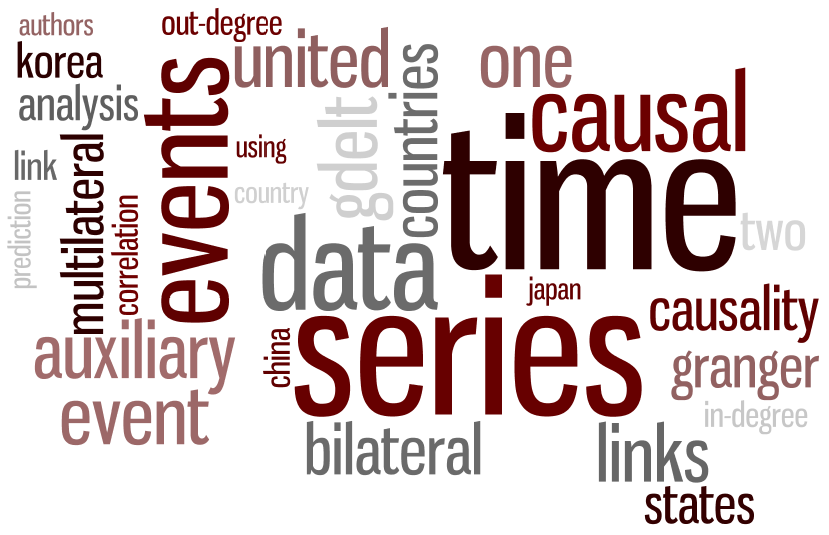 authors
out-degree
korea
united
one
analysis
events
countries
causal
gdelt
time
link
multilateral
using
prediction
correlation
country
two
data
japan
causality
auxiliary
china
series
granger
event
in-degree
bilateral
links
states